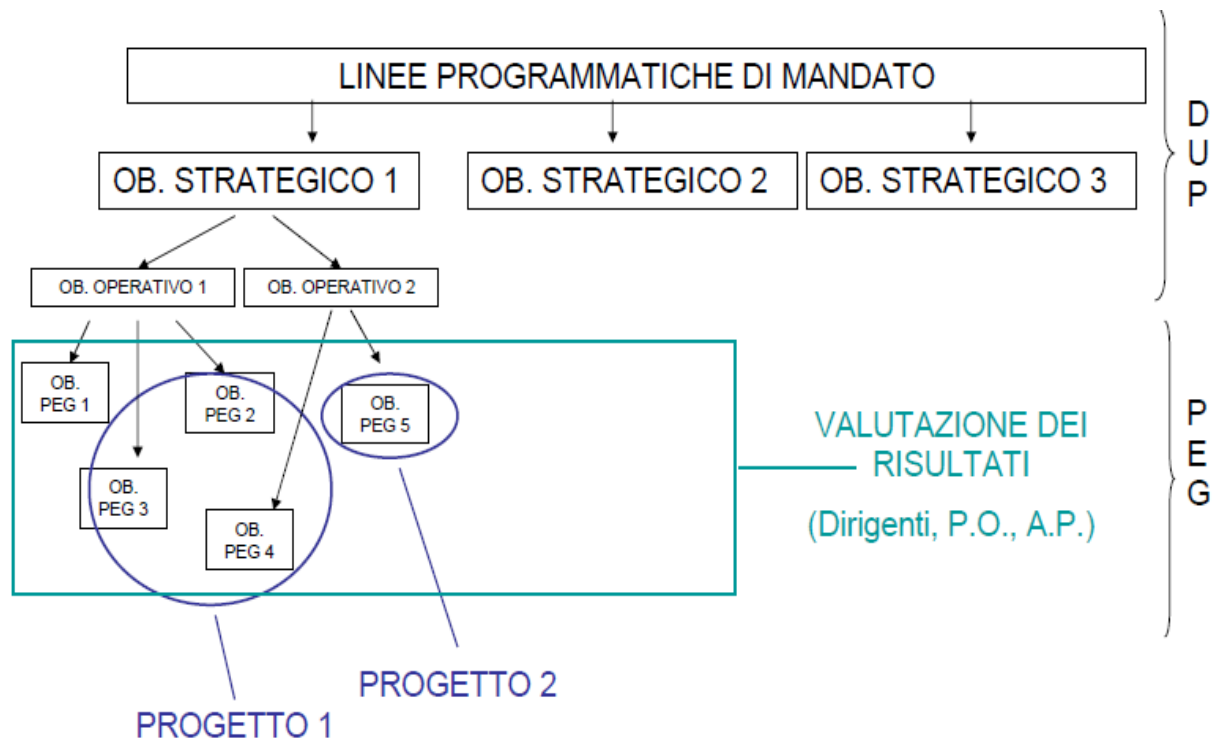 LINEE PROGRAMMATICHE DI MANDATO
D
U
P
OB. STRATEGICO 1
OB. STRATEGICO 2
OB. STRATEGICO 3
OB. OPERATIVO 1
OB. OPERATIVO 2
OB.
PEG 1
OB.
PEG 2
OB.
PEG 5
OB.
PEG 3
OB.
PEG 4
VALUTAZIONE DEI
RISULTATI
(Dirigenti, P.O., A.P.)
P
E
G
PROGETTO 2
PROGETTO 1